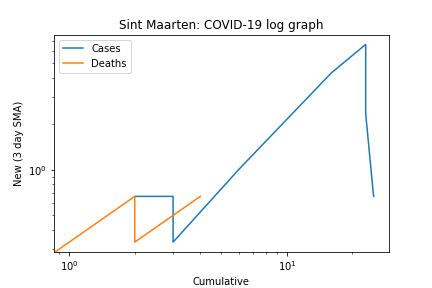 Sint Maarten: COVID-19 log graph
Cases
Deaths
New (3 day SMA)
10⁰
10⁰
10¹
Cumulative